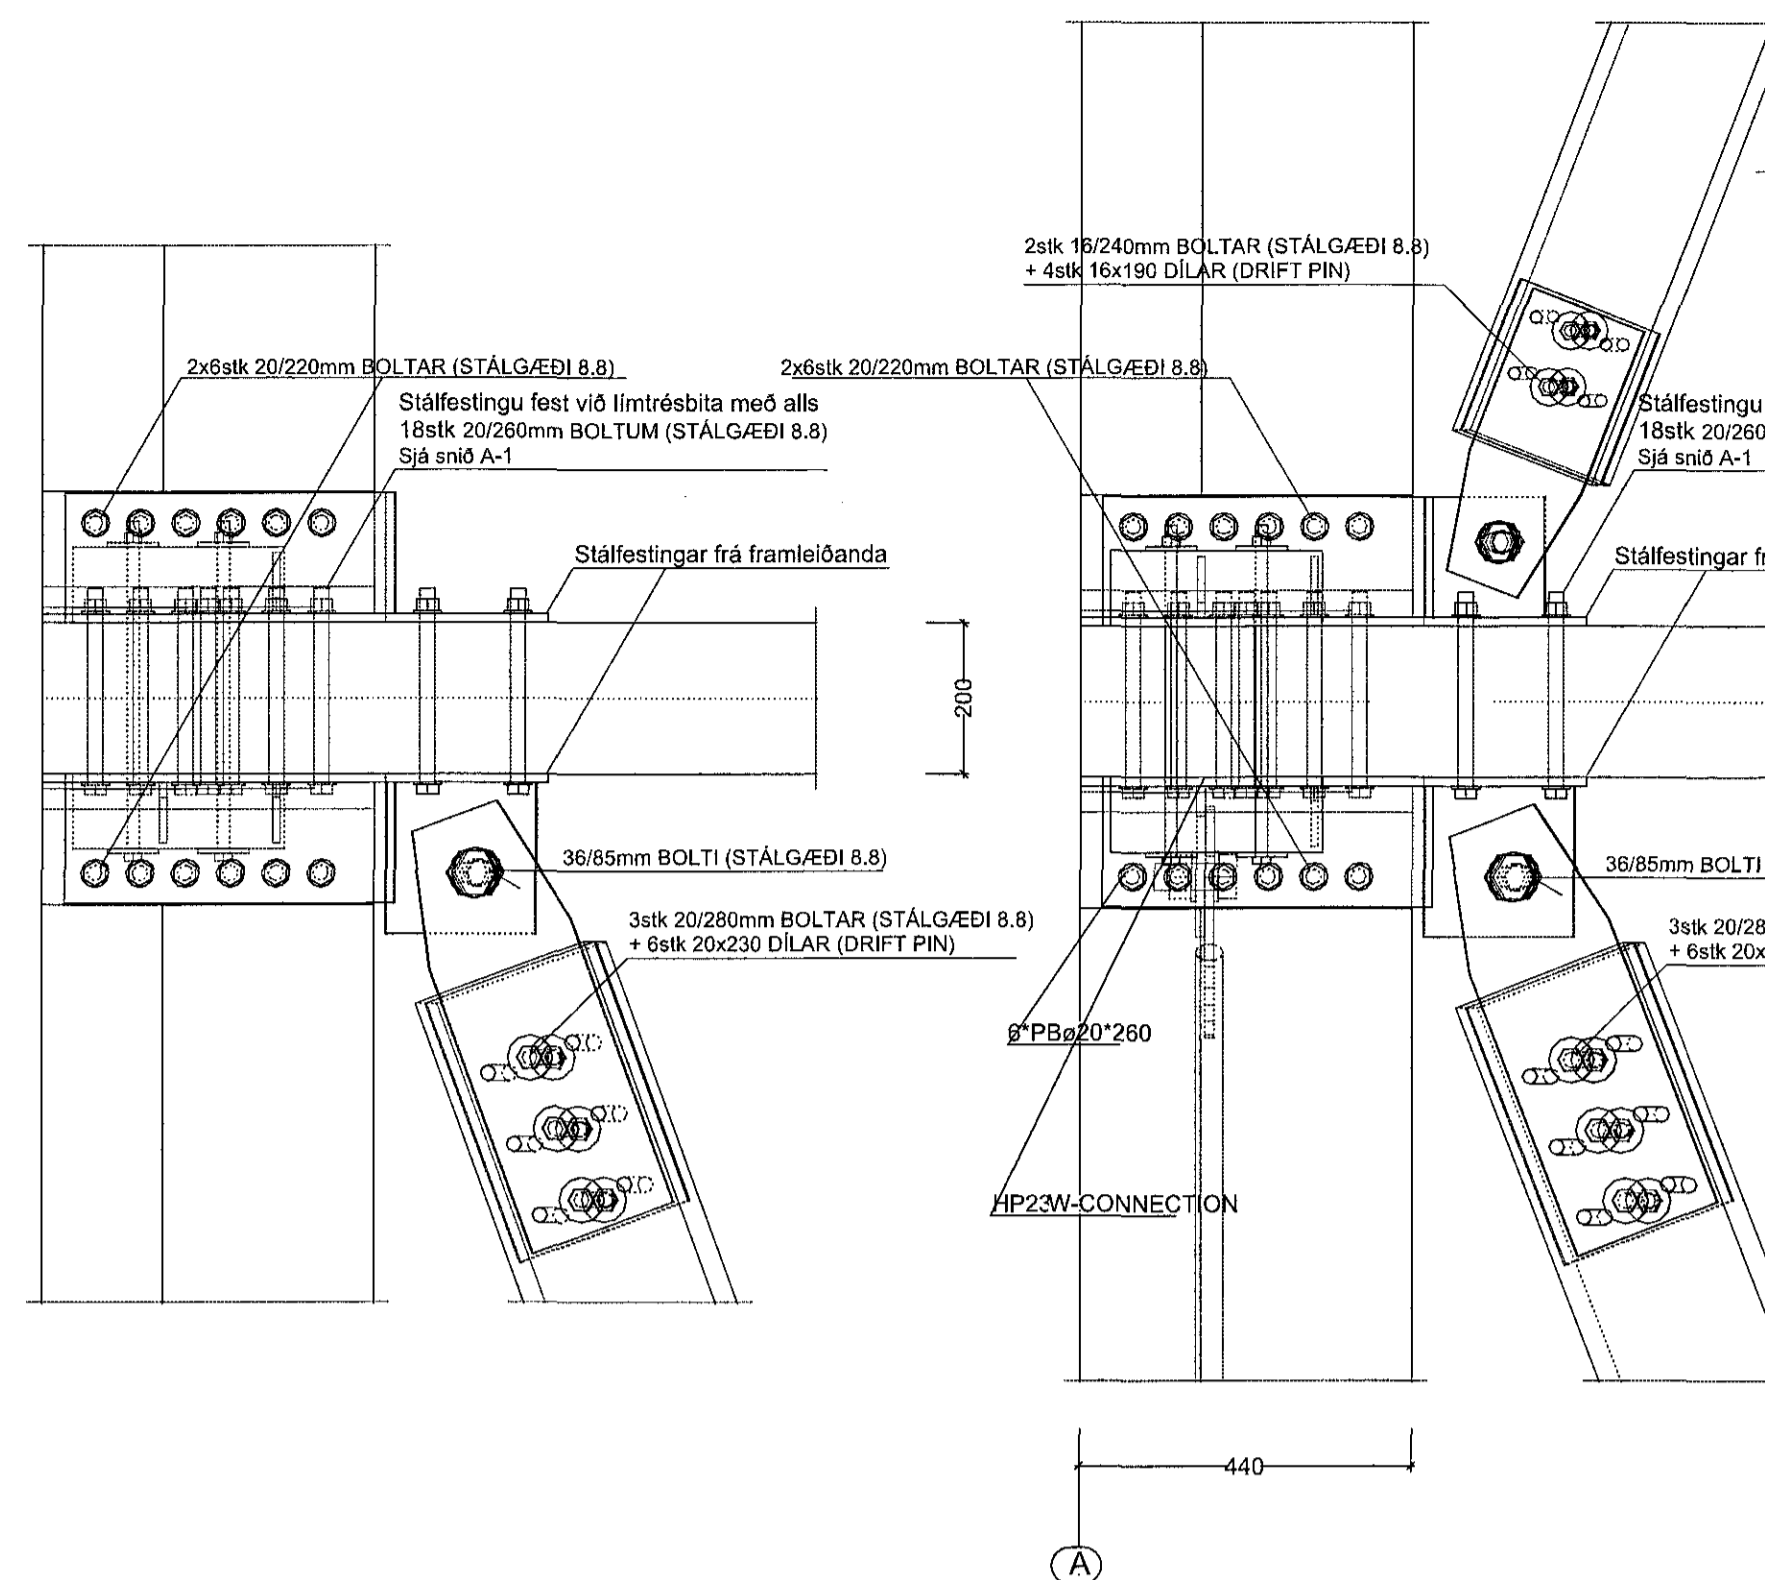 2stk 16/240mm BOLTAR (STÁLGÆÐI 8.8)
+ 4stk 16x190 DÍLAR (DRIFT PIN)
2x6stk 20/220mm BOLTAR (STÁLGÆÐI 8.8)
2x6stk 20/220mm BOLTAR (STÁLGÆÐI 8.8)
Stálfestingu fest við límtrésbita með alls
18stk 20/260mm BOLTUM (STÁLGÆÐI 8.8)
Sjá snið A-1
Stálfestingu
18stk 20/260
Sjá snið A-1
Stálfestingar frá framleiðanda
Stálfestingar fr
200
36/85mm BOLTI (STÁLGÆÐI 8.8)
36/85mm BOLTI
3stk 20/280mm BOLTAR (STÁLGÆÐI 8.8)
+ 6stk 20x230 DÍLAR (DRIFT PIN)
3stk 20/28
+ 6stk 20x
6*PBø20*260
HP23W-CONNECTION
440
A